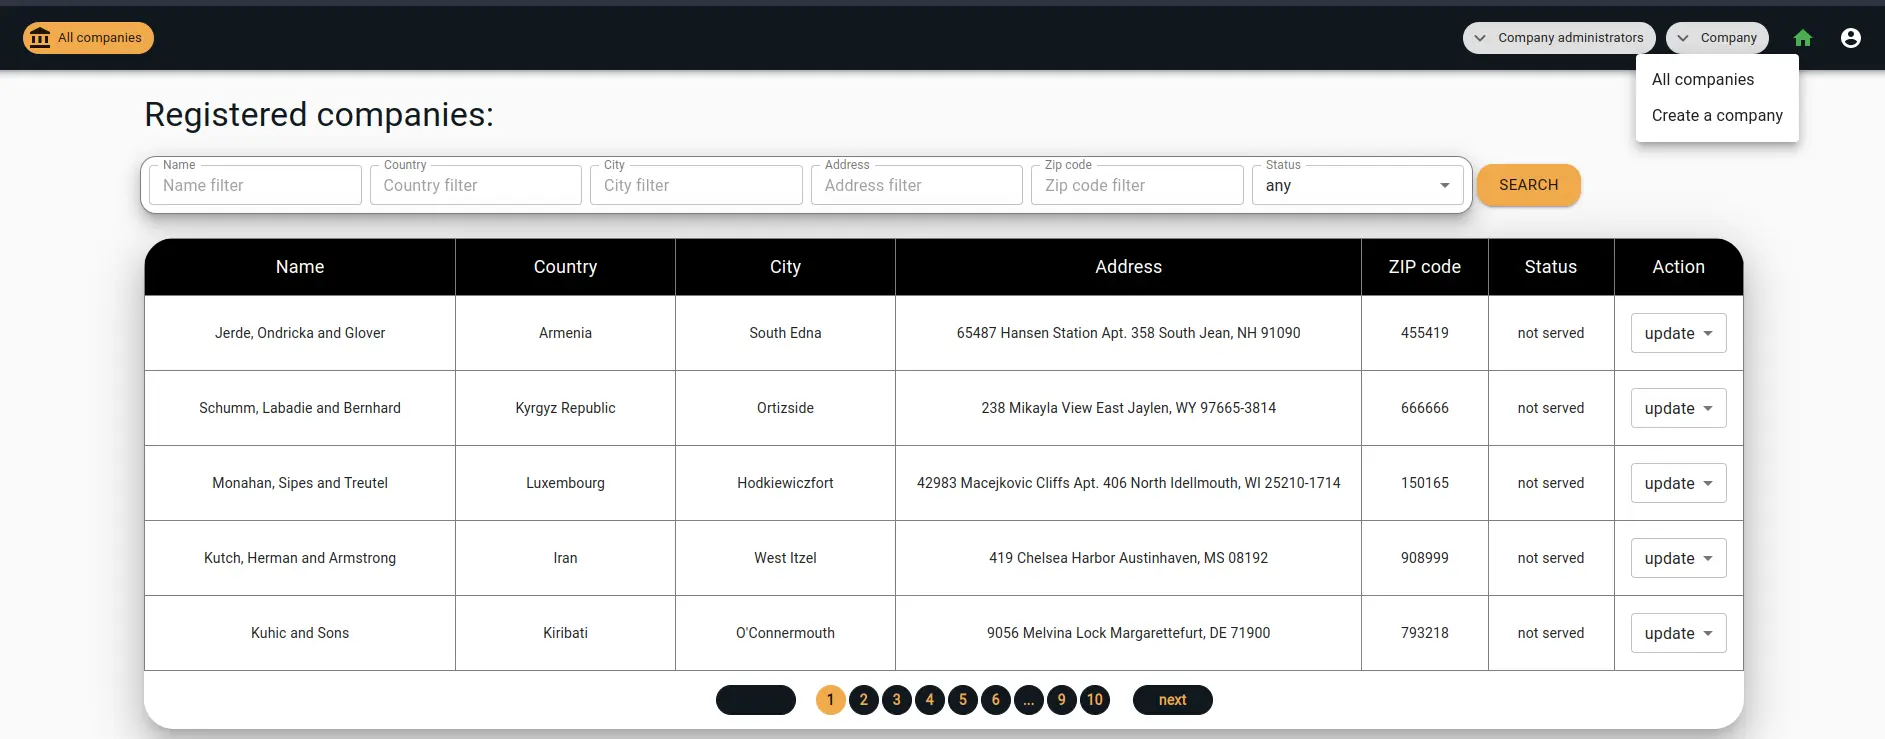 All companies
Company administrators
Company
All companies
Create a company
Registered companies:
Name Country City Address Zip code Status
Name filter Country filter City filter Address filter Zip code filter any SEARCH
Name Country City Address ZIP code Status Action
Jerde, Ondricka and Glover Armenia South Edna 65487 Hansen Station Apt. 358 South Jean, NH 91090 455419 not served update
Schumm, Labadie and Bernhard Kyrgyz Republic Ortizside 238 Mikayla View East Jaylen, WY 97665-3814 666666 not served update
Monahan, Sipes and Treutel Luxembourg Hodkiewiczfort 42983 Macejkovic Cliffs Apt. 406 North Idellmouth, WI 25210-1714 150165 not served update
Kutch, Herman and Armstrong Iran West Itzel 419 Chelsea Harbor Austinhaven, MS 08192 908999 not served update
Kuhic and Sons Kiribati O'Connermouth 9056 Melvina Lock Margarettefurt, DE 71900 793218 not served update
1 2 3 4 5 6 ... 9 10 next